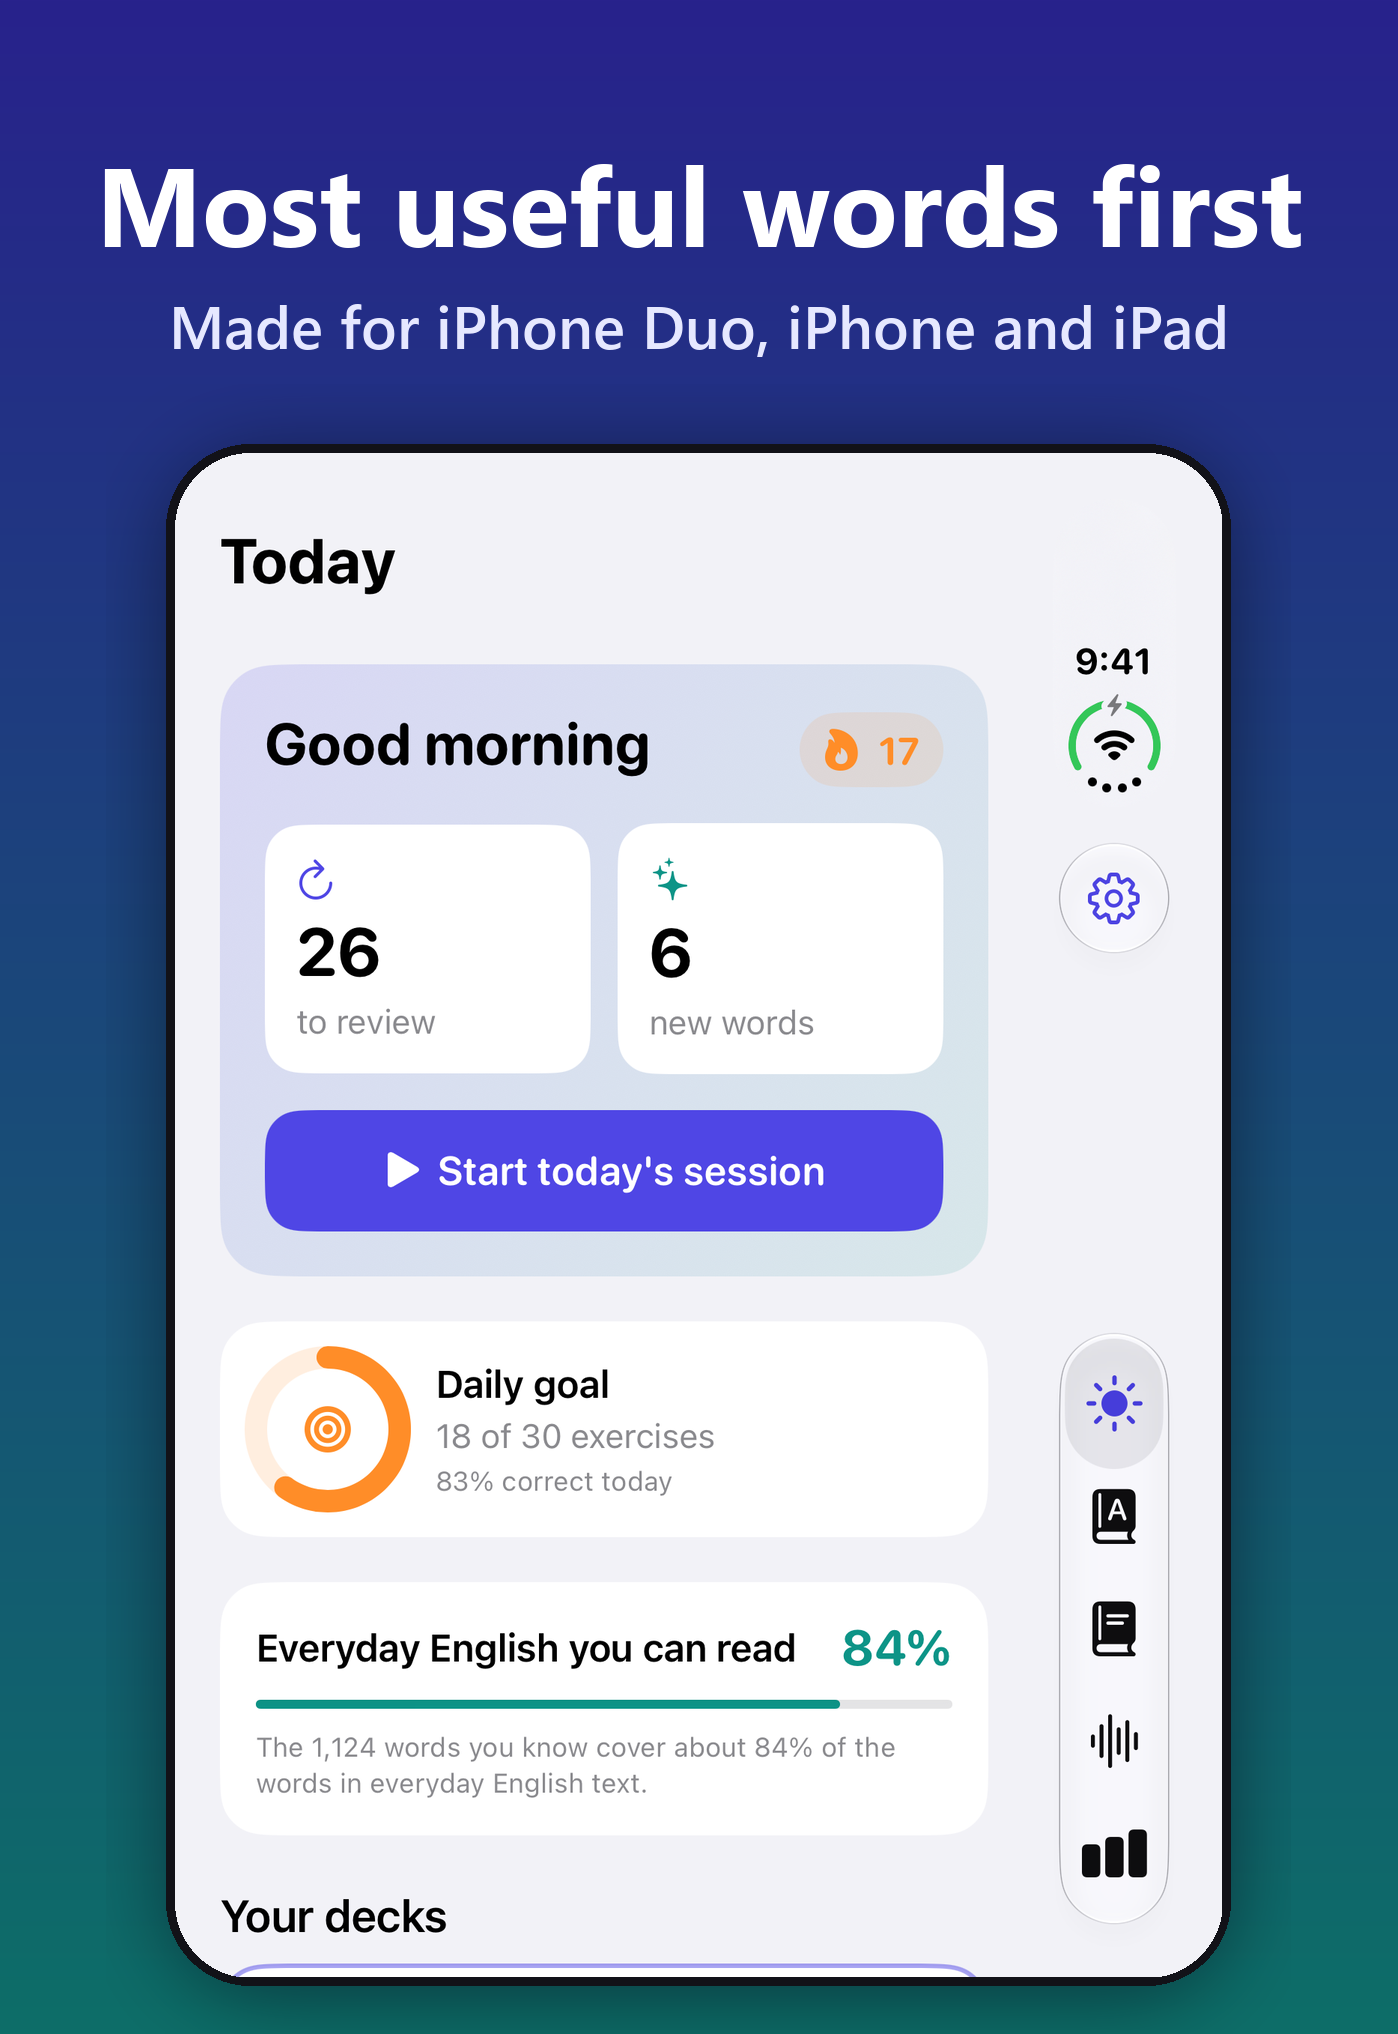 Most useful words first
Made for iPhone Duo, iPhone and iPad
Today
9:41
Good morning
17
26
to review
6
new words
Start today's session
Daily goal
18 of 30 exercises
83% correct today
A
Everyday English you can read
84%
The 1,124 words you know cover about 84% of the
words in everyday English text.
Your decks